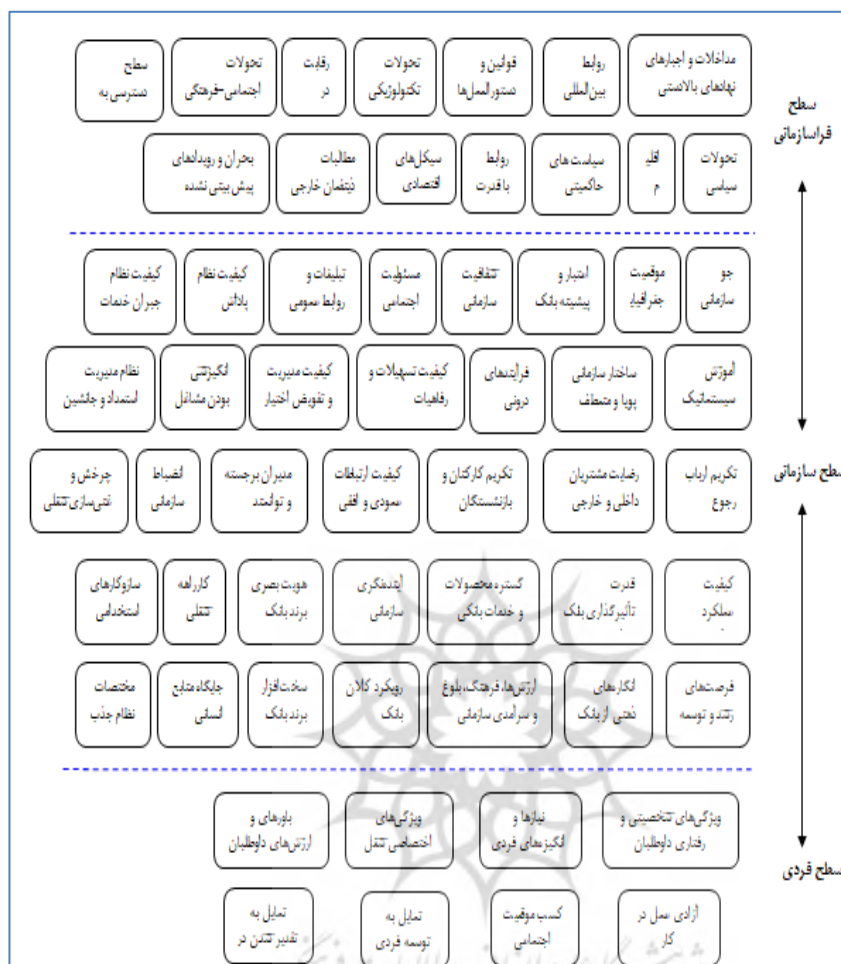 سطح
فراسازمانی
مداخلات و اجبارهای
نهادهای بالادستی
روابط
بین‌المللی
قوانین و
دستورالعمل‌ها
تحولات
تکنولوژیکی
رقابت
در
تحولات
اجتماعی-فرهنگی
سطح
دسترسی به
تحولات
سیاسی
اقلی
م
سیاست‌های
حاکمیتی
روابط
با قدرت
سیکل‌های
اقتصادی
مطالبات
ذینفعان خارجی
بحران و رویدادهای
پیش بینی نشده
جو
سازمانی
موقعیت
جغرافیای
اعتبار و
پیشینه بانک
شفافیت
سازمانی
مسئولیت
اجتماعی
تبلیغات و
روابط عمومی
کیفیت نظام
پاداش
کیفیت نظام
جبران خدمات
آموزش
سیستماتیک
ساختار سازمانی
پویا و منعطف
فرآیندهای
درونی
کیفیت تسهیلات و
رفاهیات
کیفیت مدیریت
و تفویض اختیار
انگیزشی
بودن مشاغل
نظام مدیریت
استعداد و جانشین
سطح سازمانی
تکریم ارباب
رجوع
رضایت مشتریان
داخلی و خارجی
تکریم کارکنان و
بازنشستگان
کیفیت ارتباطات
عمودی و افقی
مدیران برجسته
و توانمند
انضباط
سازمانی
چرخش و
غنی‌سازی شغلی
کیفیت
عملکرد
قدرت
تأثیرگذاری بانک
گستره محصولات
و خدمات بانکی
آینده‌نگری
سازمانی
هویت بصری
برند بانک
کارراهه
شغلی
سازوکارهای
استخدامی
فرصت‌های
رشد و توسعه
انگاره‌های
ذهنی از بانک
ارزش‌ها، فرهنگ، بلوغ
و سرآمدی سازمانی
رویکرد کلان
بانک
سخت‌افزار
برند بانک
جایگاه منابع
انسانی
مختصات
نظام جذب
سطح فردی
ویژگی‌های شخصیتی و
رفتاری داوطلبان
نیازها و
انگیزه‌های فردی
ویژگی‌های
اختصاصی شغل
باورهای و
ارزش‌های داوطلبان
آزادی عمل در
کار
کسب موقعیت
اجتماعی
تمایل به
توسعه فردی
تمایل به
تقدیر شدن در